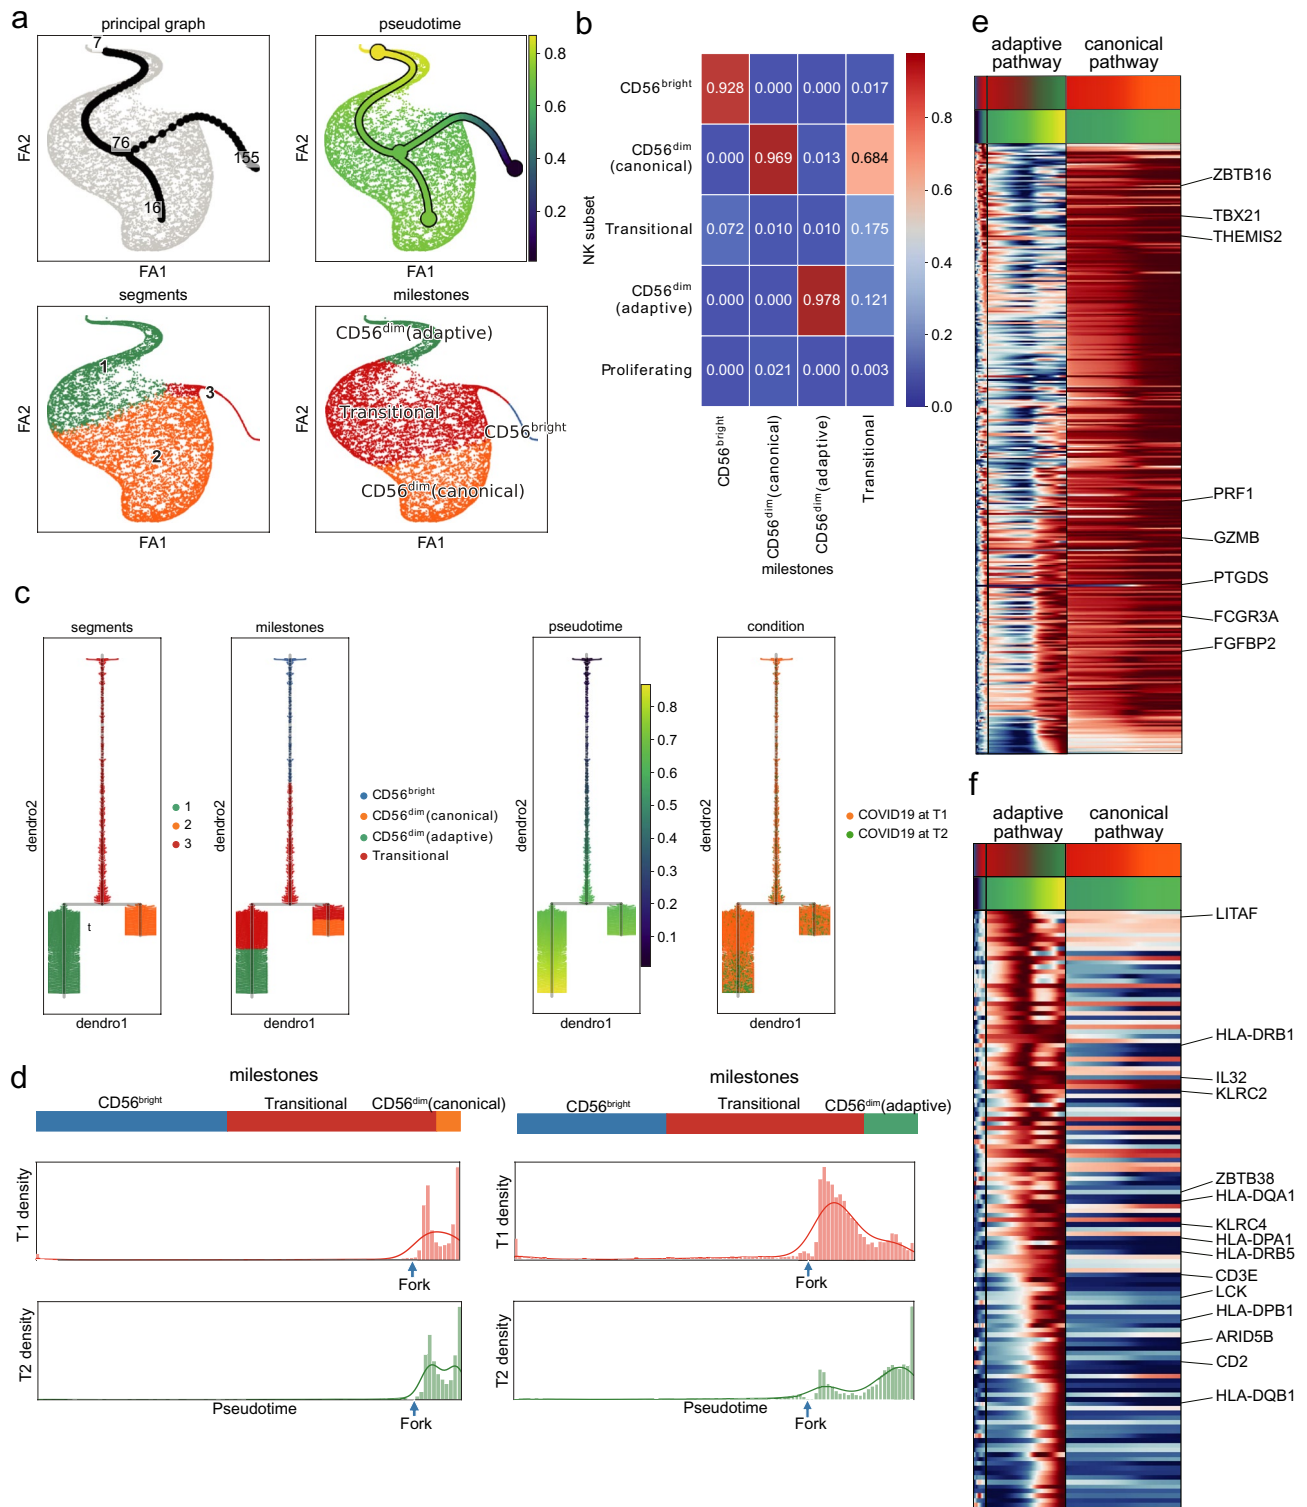 a
principal graph
7
76
155
16
FA2
FA1
pseudotime
0.8
0.6
0.4
0.2
FA2
FA1
segments
1
2
3
FA2
FA1
milestones
CD56dim(adaptive)
Transitional
CD56bright
CD56dim(canonical)
FA2
FA1
b
NK subset
CD56bright
0.928 0.000 0.000 0.017
CD56dim
(canonical)
0.000 0.969 0.013 0.684
Transitional
0.072 0.010 0.010 0.175
CD56dim
(adaptive)
0.000 0.000 0.978 0.121
Proliferating
0.000 0.021 0.000 0.003
CD56bright
CD56dim(canonical)
CD56dim(adaptive)
Transitional
milestones
0.8
0.6
0.4
0.2
0.0
c
segments
t
dendro2
dendro1
1
2
3
milestones
dendro2
dendro1
CD56bright
CD56dim(canonical)
CD56dim(adaptive)
Transitional
pseudotime
dendro2
dendro1
0.8
0.7
0.6
0.5
0.4
0.3
0.2
0.1
condition
dendro2
dendro1
COVID19 at T1
COVID19 at T2
d
milestones
CD56bright Transitional CD56dim(canonical)
T1 density
Fork
T2 density
Pseudotime
Fork
milestones
CD56bright Transitional CD56dim(adaptive)
T1 density
Fork
T2 density
Pseudotime
Fork
e
adaptive
pathway
canonical
pathway
ZBTB16
TBX21
THEMIS2
PRF1
GZMB
PTGDS
FCGR3A
FGFBP2
f
adaptive
pathway
canonical
pathway
LITAF
HLA-DRB1
IL32
KLRC2
ZBTB38
HLA-DQA1
KLRC4
HLA-DPA1
HLA-DRB5
CD3E
LCK
HLA-DPB1
ARID5B
CD2
HLA-DQB1